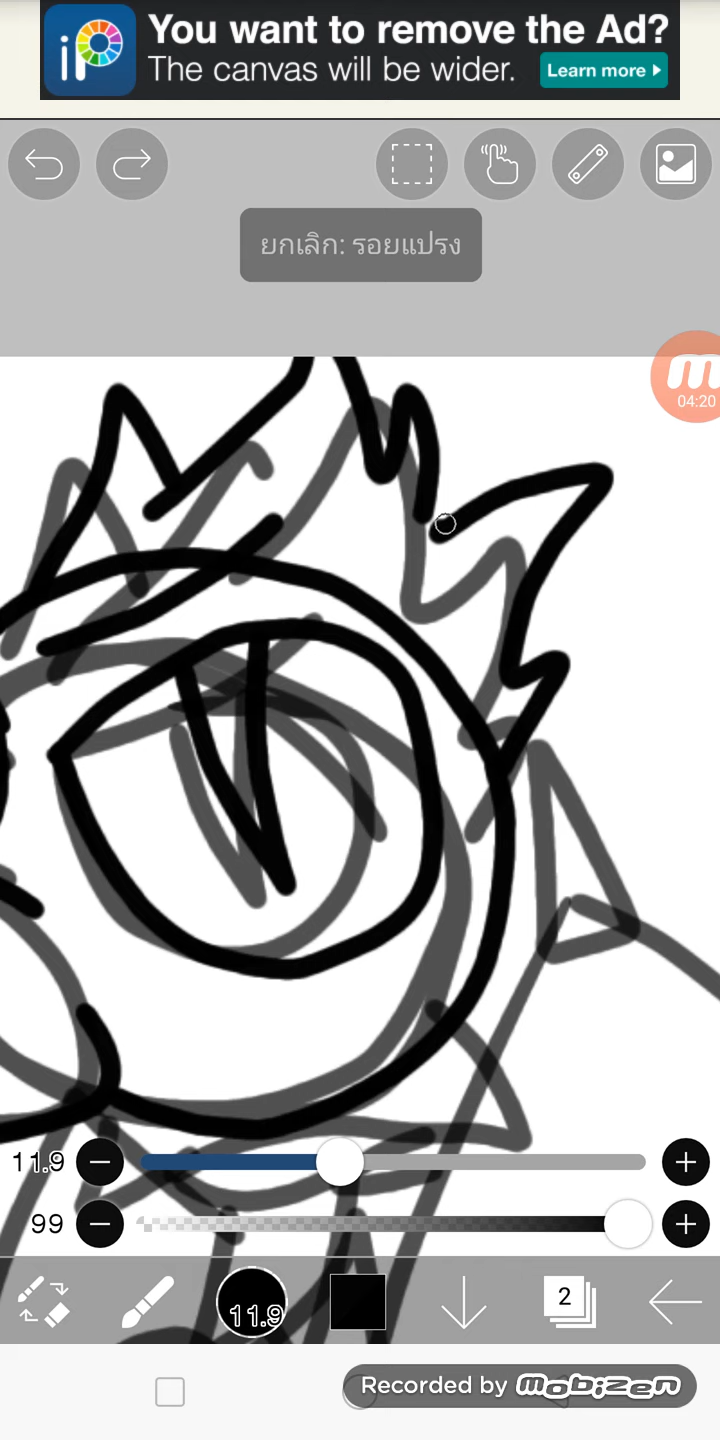 iP
You want to remove the Ad?
The canvas will be wider.
Learn more
ยกเลิก: รอยแปรง
04:20
11.9
99
11.9
2
Recorded by mobizen